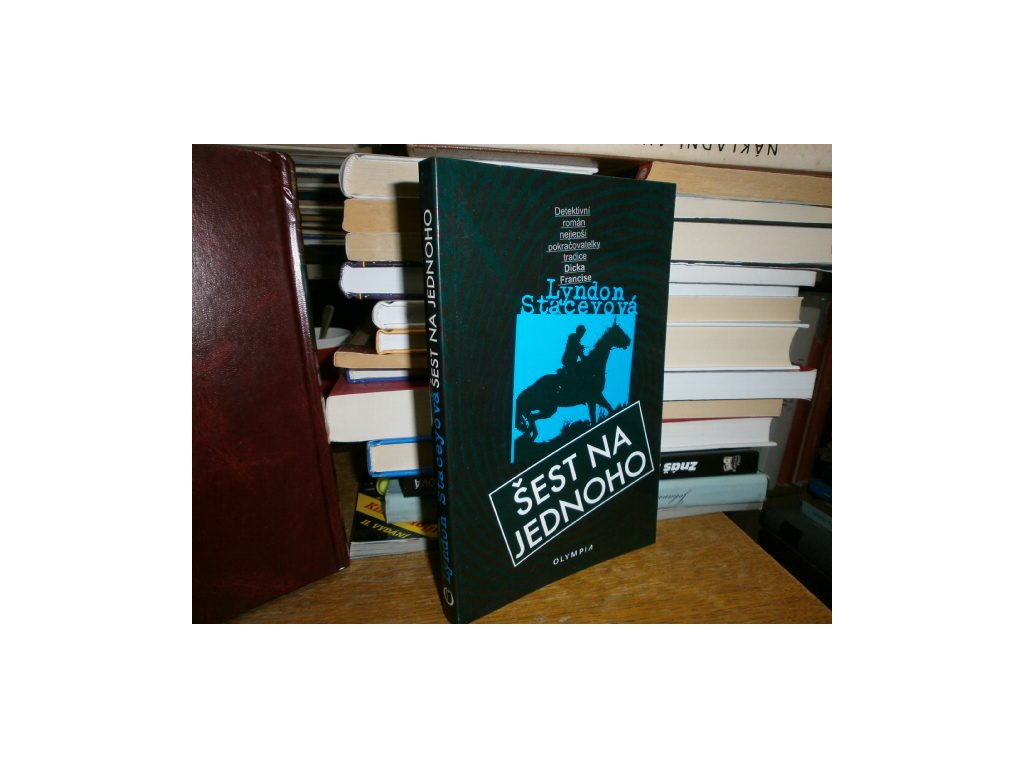 NÁKLADNÍ
Detektivní
román
nejlepší
pokračovatelky
tradice
Dicka
Francise
Lyndon
Staceyová
ŠEST NA
JEDNOHO
OLYMPIA
Lyndon Staceyová ŠEST NA JEDNOHO
II. VYDÁNÍ
Znáš